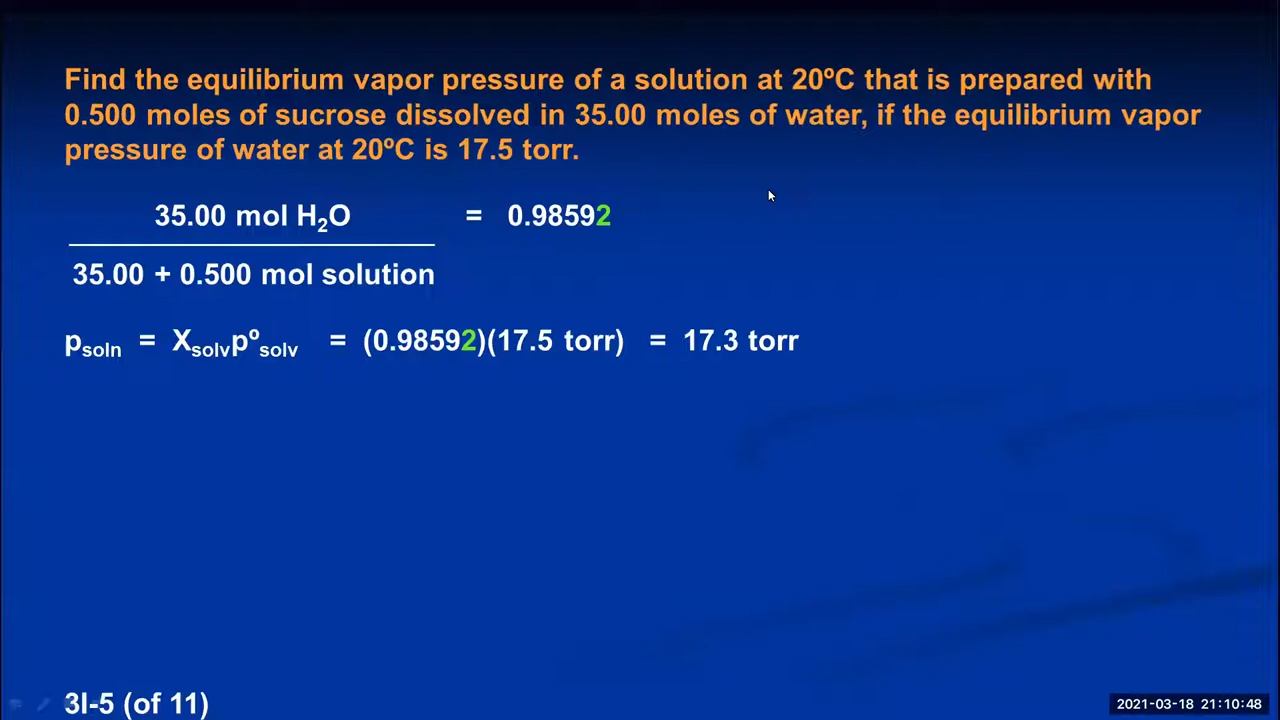 Find the equilibrium vapor pressure of a solution at 20ºC that is prepared with
0.500 moles of sucrose dissolved in 35.00 moles of water, if the equilibrium vapor
pressure of water at 20ºC is 17.5 torr.
35.00 mol H₂O = 0.98592
35.00 + 0.500 mol solution
pₛₒₗₙ = Xₛₒₗᵥpºₛₒₗᵥ = (0.98592)(17.5 torr) = 17.3 torr
3I-5 (of 11)
2021-03-18 21:10:48